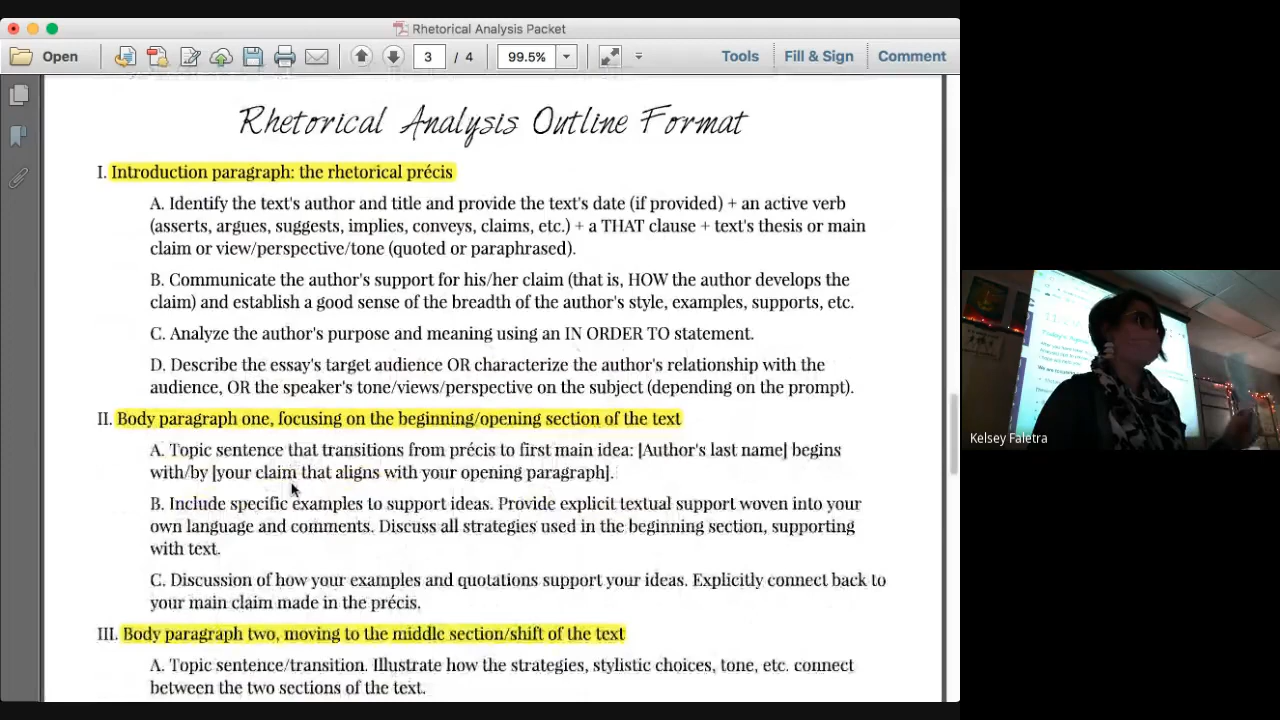 Rhetorical Analysis Packet
Open
3 / 4
99.5%
Tools
Fill & Sign
Comment
Rhetorical Analysis Outline Format
I. Introduction paragraph: the rhetorical précis
A. Identify the text's author and title and provide the text's date (if provided) + an active verb
(asserts, argues, suggests, implies, conveys, claims, etc.) + a THAT clause + text's thesis or main
claim or view/perspective/tone (quoted or paraphrased).
B. Communicate the author's support for his/her claim (that is, HOW the author develops the
claim) and establish a good sense of the breadth of the author's style, examples, supports, etc.
C. Analyze the author's purpose and meaning using an IN ORDER TO statement.
D. Describe the essay's target audience OR characterize the author's relationship with the
audience, OR the speaker's tone/views/perspective on the subject (depending on the prompt).
II. Body paragraph one, focusing on the beginning/opening section of the text
A. Topic sentence that transitions from précis to first main idea: [Author's last name] begins
with/by [your claim that aligns with your opening paragraph].
B. Include specific examples to support ideas. Provide explicit textual support woven into your
own language and comments. Discuss all strategies used in the beginning section, supporting
with text.
C. Discussion of how your examples and quotations support your ideas. Explicitly connect back to
your main claim made in the précis.
III. Body paragraph two, moving to the middle section/shift of the text
A. Topic sentence/transition. Illustrate how the strategies, stylistic choices, tone, etc. connect
between the two sections of the text.
Kelsey Faletra